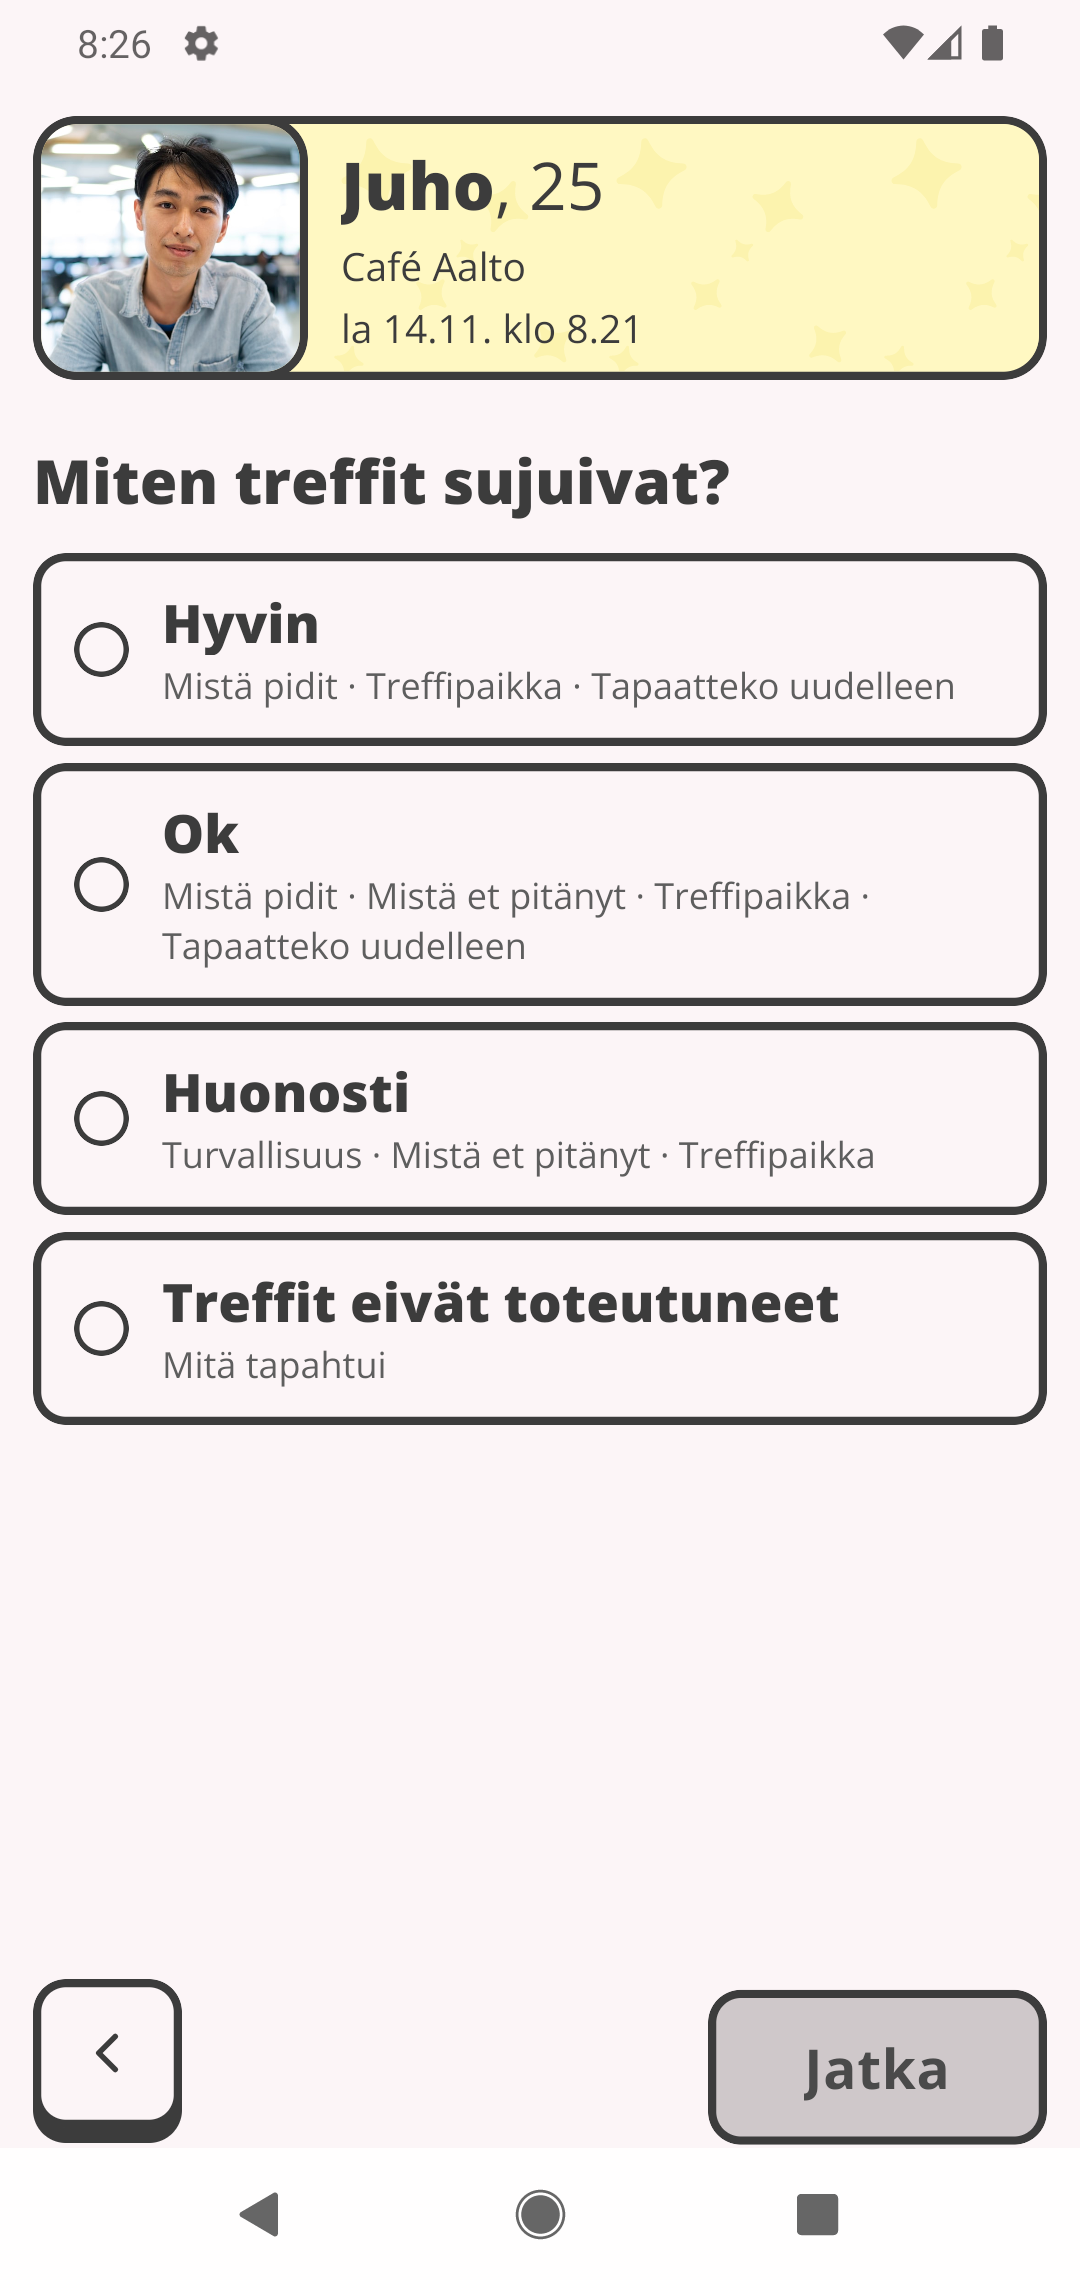 8:26
Juho, 25
Café Aalto
la 14.11. klo 8.21
Miten treffit sujuivat?
Hyvin
Mistä pidit · Treffipaikka · Tapaatteko uudelleen
Ok
Mistä pidit · Mistä et pitänyt · Treffipaikka ·
Tapaatteko uudelleen
Huonosti
Turvallisuus · Mistä et pitänyt · Treffipaikka
Treffit eivät toteutuneet
Mitä tapahtui
Jatka